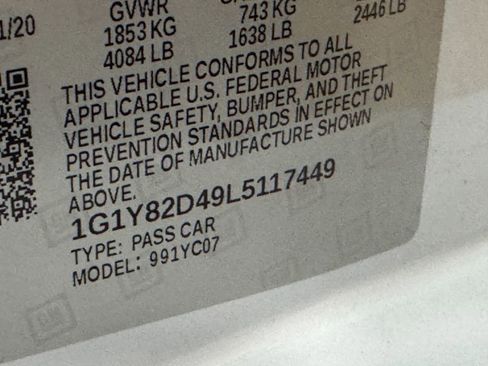 1/20
GVWR
1853 KG
4084 LB
743 KG
1638 LB
2446 LB
THIS VEHICLE CONFORMS TO ALL
APPLICABLE U.S. FEDERAL MOTOR
VEHICLE SAFETY, BUMPER, AND THEFT
PREVENTION STANDARDS IN EFFECT ON
THE DATE OF MANUFACTURE SHOWN
ABOVE.
1G1Y82D49L5117449
TYPE: PASS CAR
MODEL: 991YC07
GM